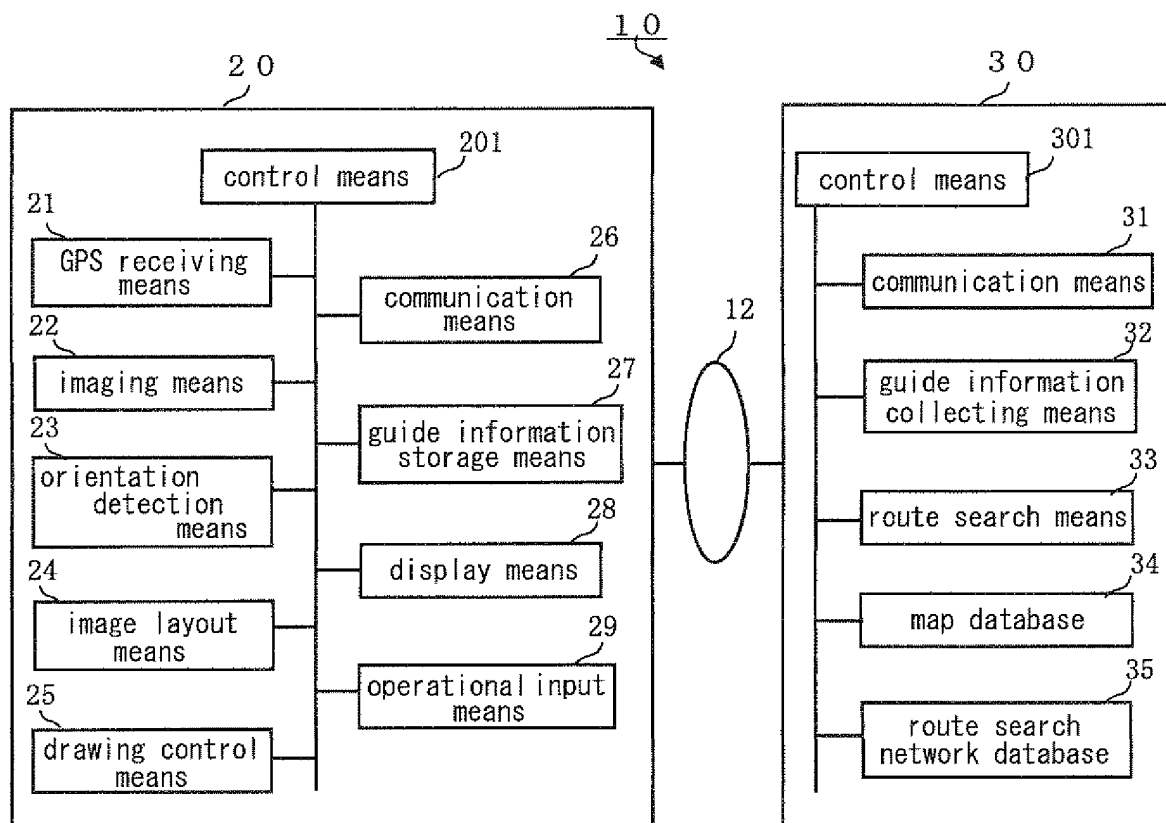 10
20
30
201
control means
21
GPS receiving
means
22
imaging means
23
orientation
detection
means
24
image layout
means
25
drawing control
means
26
communication
means
27
guide information
storage means
28
display means
29
operational input
means
12
301
control means
31
communication means
32
guide information
collecting means
33
route search means
34
map database
35
route search
network database